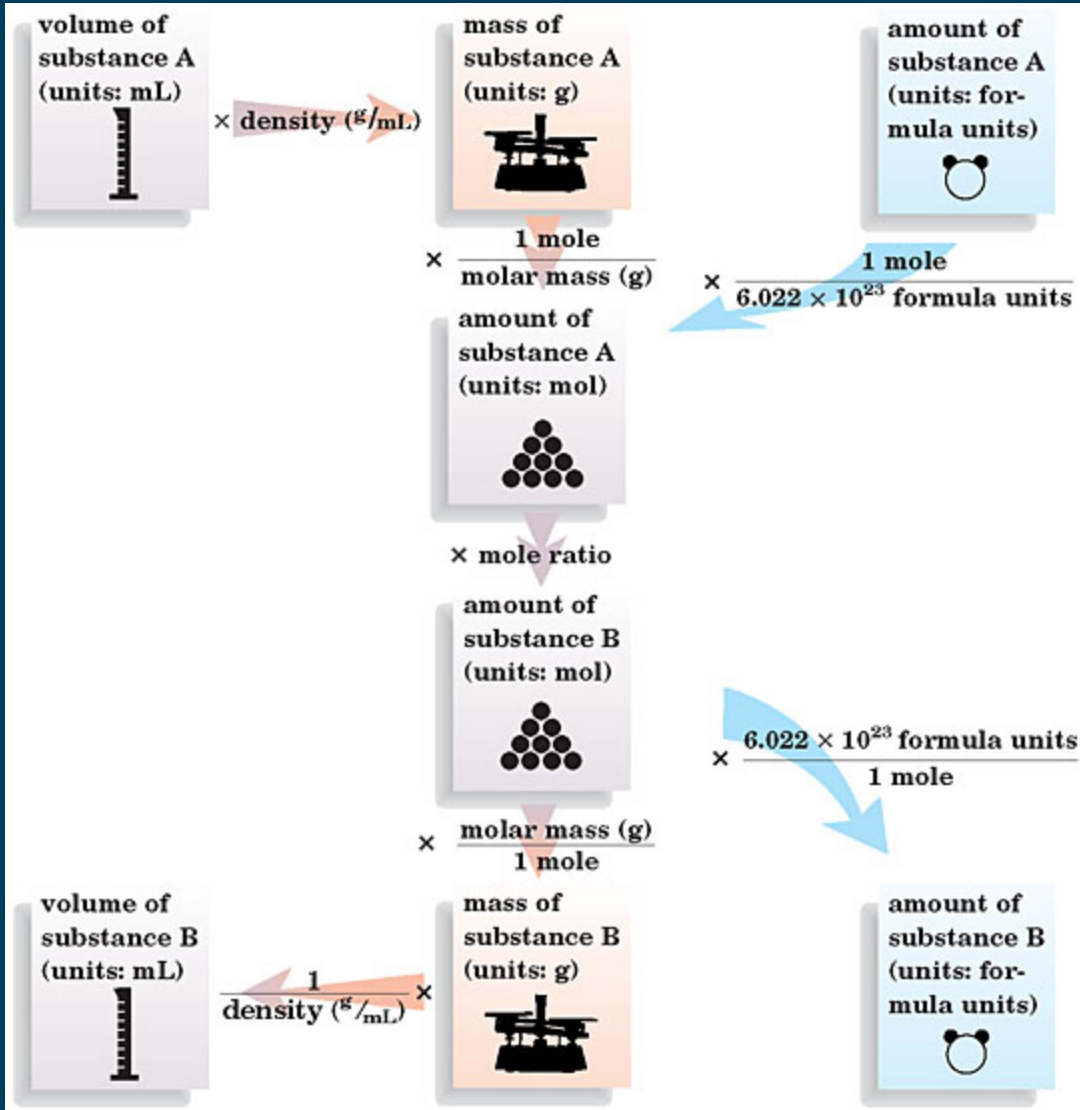 volume of
substance A
(units: mL)
× density (g/mL)
mass of
substance A
(units: g)
amount of
substance A
(units: for-
mula units)
× 1 mole
molar mass (g)
× 1 mole
6.022 × 10²³ formula units
amount of
substance A
(units: mol)
× mole ratio
amount of
substance B
(units: mol)
× 6.022 × 10²³ formula units
1 mole
× molar mass (g)
1 mole
volume of
substance B
(units: mL)
1 ×
density (g/mL)
mass of
substance B
(units: g)
amount of
substance B
(units: for-
mula units)